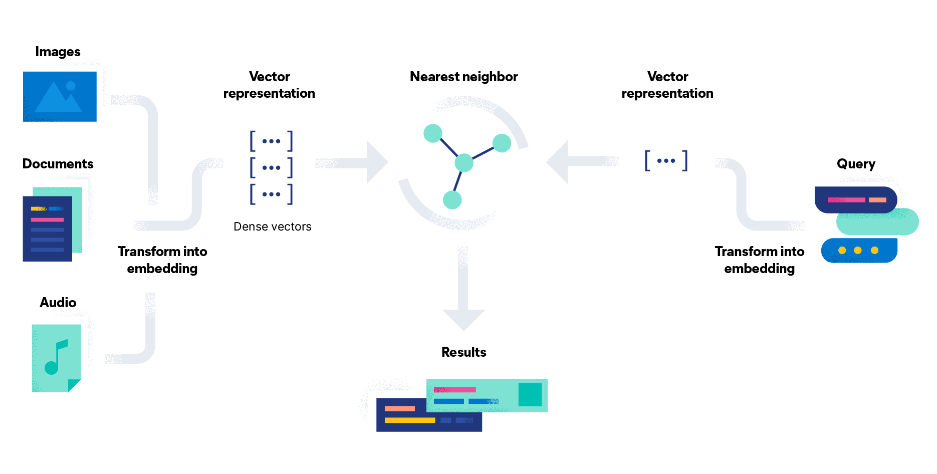 Images
Documents
Audio
Transform into
embedding
Vector
representation
[ ••• ]
[ ••• ]
[ ••• ]
Dense vectors
Nearest neighbor
Results
Vector
representation
[ ••• ]
Transform into
embedding
Query